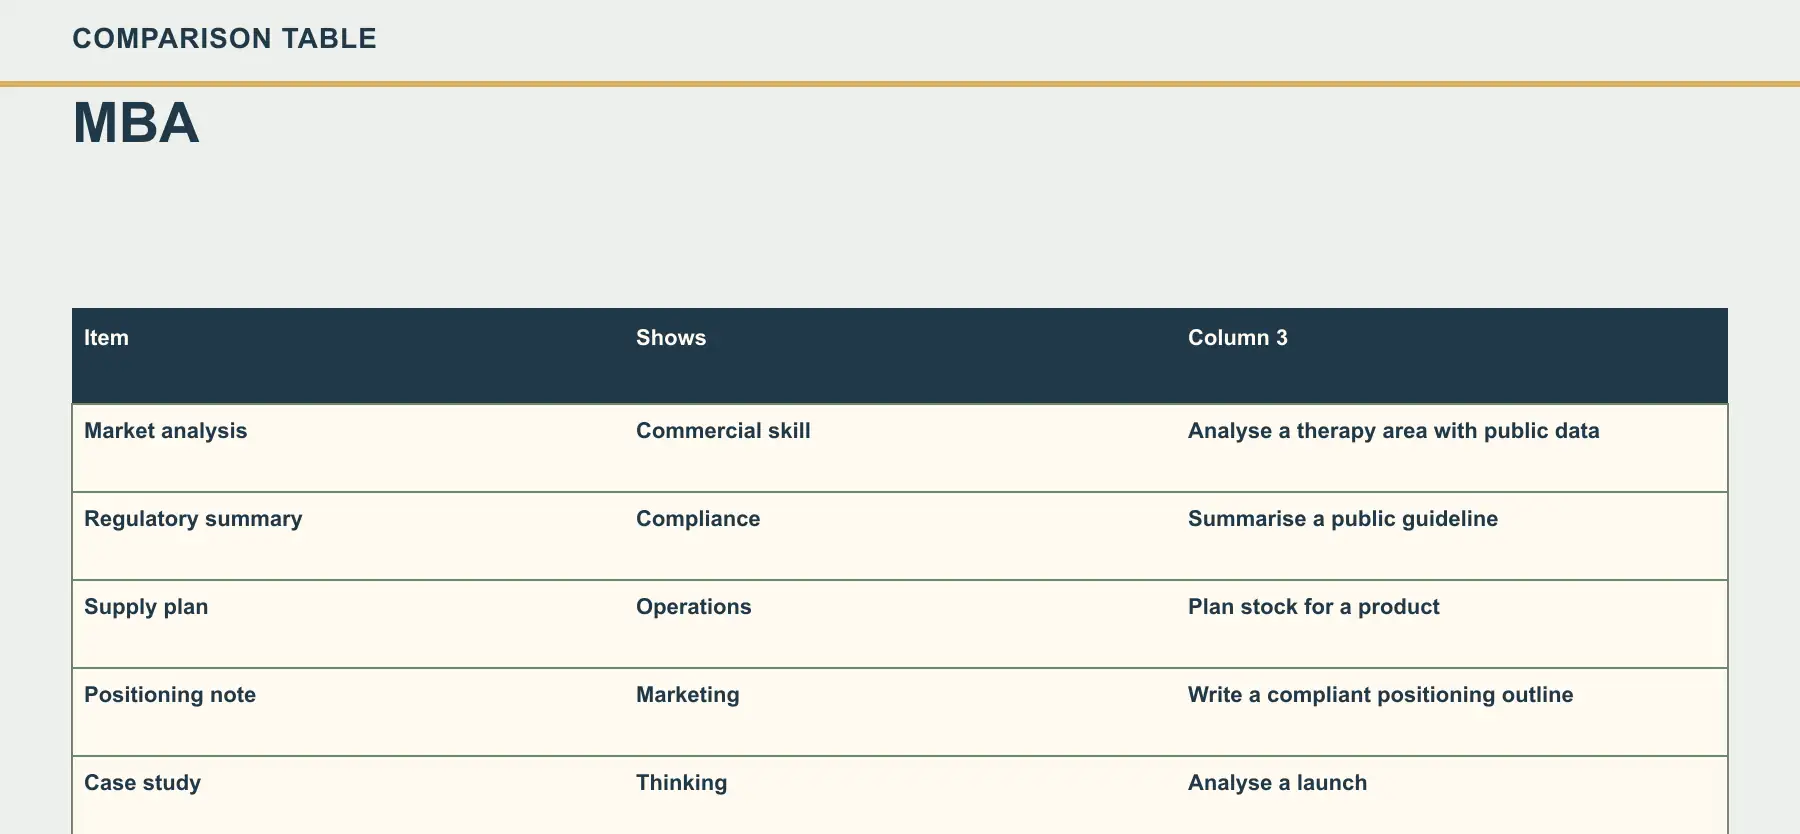 COMPARISON TABLE
MBA
Item Shows Column 3
Market analysis Commercial skill Analyse a therapy area with public data
Regulatory summary Compliance Summarise a public guideline
Supply plan Operations Plan stock for a product
Positioning note Marketing Write a compliant positioning outline
Case study Thinking Analyse a launch